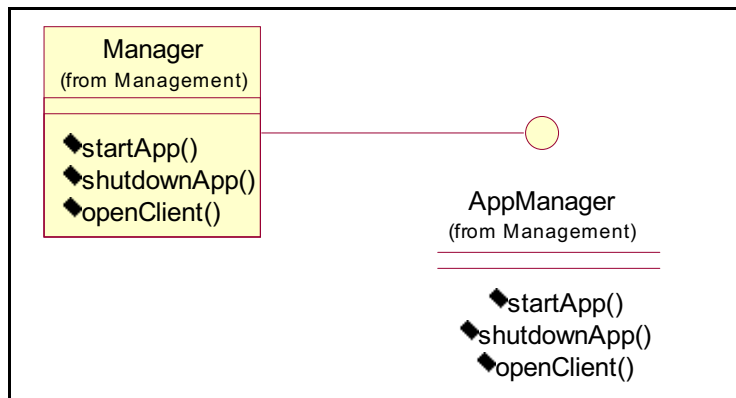 Manager
(from Management)
startApp()
shutdownApp()
openClient()
AppManager
(from Management)
startApp()
shutdownApp()
openClient()